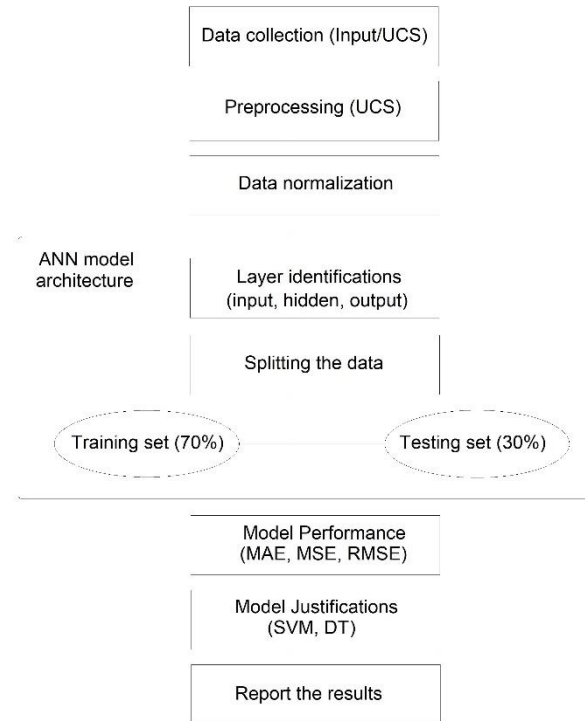 Data collection (Input/UCS)
Preprocessing (UCS)
Data normalization
ANN model
architecture
Layer identifications
(input, hidden, output)
Splitting the data
Training set (70%)
Testing set (30%)
Model Performance
(MAE, MSE, RMSE)
Model Justifications
(SVM, DT)
Report the results